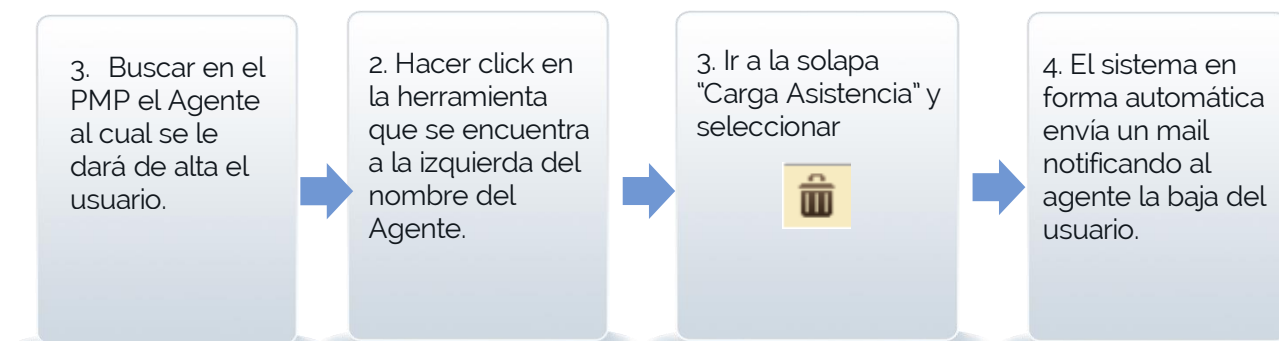 3. Buscar en el
PMP el Agente
al cual se le
dará de alta el
usuario.
2. Hacer click en
la herramienta
que se encuentra
a la izquierda del
nombre del
Agente.
3. Ir a la solapa
“Carga Asistencia” y
seleccionar
4. El sistema en
forma automática
envía un mail
notificando al
agente la baja del
usuario.